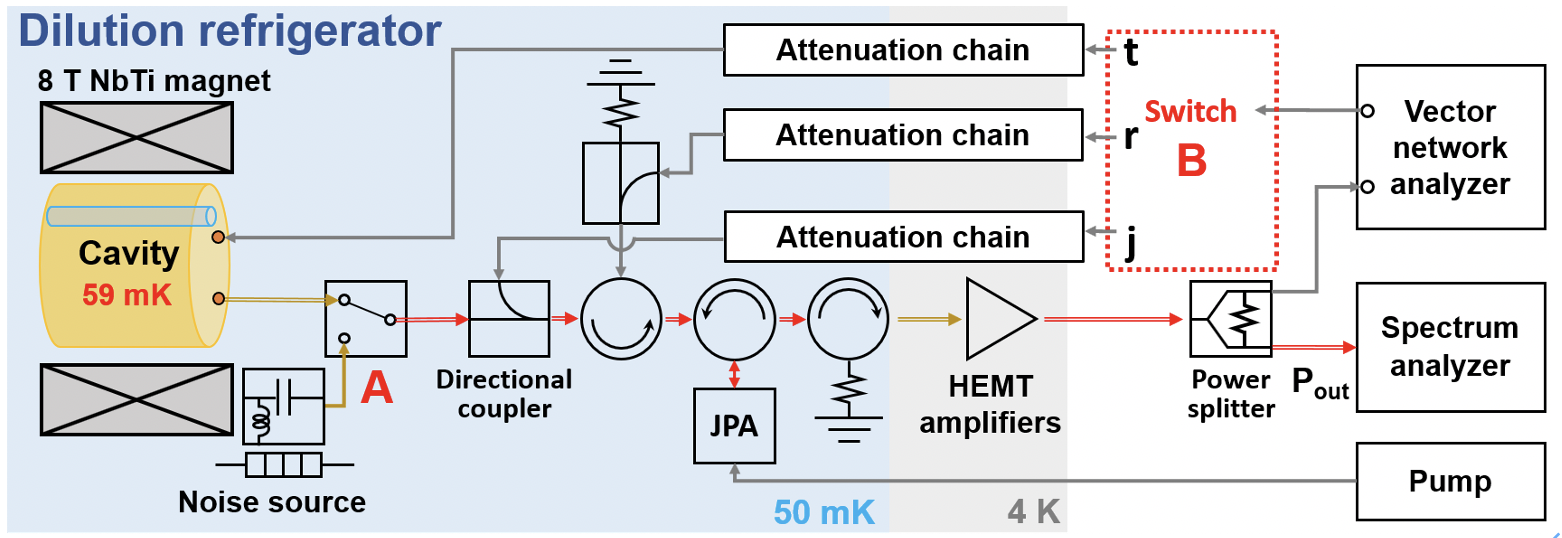 Dilution refrigerator
8 T NbTi magnet
Cavity
59 mK
A
Noise source
Directional
coupler
JPA
Attenuation chain
Attenuation chain
Attenuation chain
t
r
j
Switch
B
Vector
network
analyzer
HEMT
amplifiers
Power
splitter
Pout
Spectrum
analyzer
Pump
50 mK
4 K